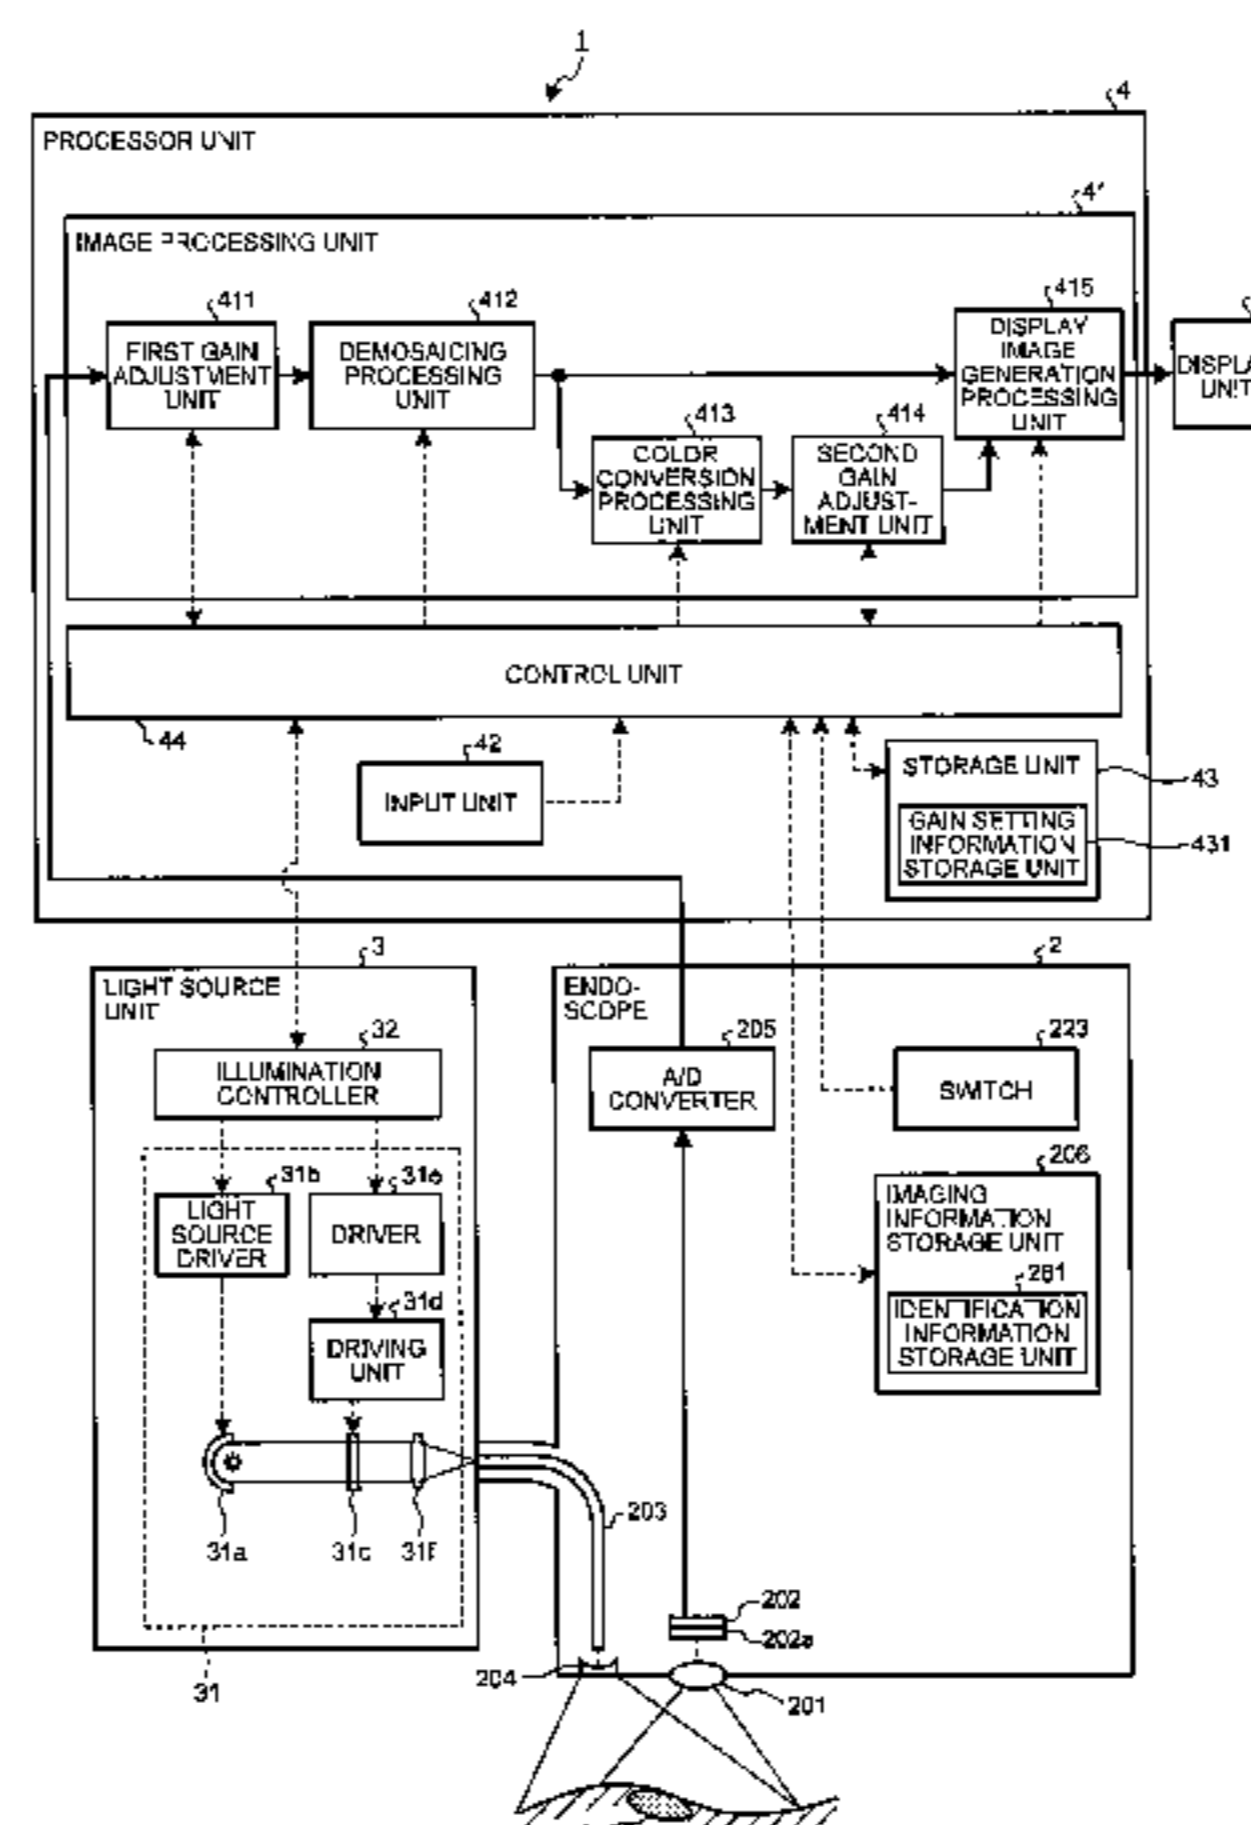 1
4
PROCESSOR UNIT
IMAGE PROCESSING UNIT
411
412
415
FIRST GAIN
ADJUSTMENT
UNIT
DEMOSAICING
PROCESSING
UNIT
DISPLAY
IMAGE
GENERATION
PROCESSING
UNIT
413
414
COLOR
CONVERSION
PROCESSING
UNIT
SECOND
GAIN
ADJUST-
MENT UNIT
UNIT
CONTROL UNIT
44
42
INPUT UNIT
STORAGE UNIT
43
GAIN SETTING
INFORMATION
STORAGE UNIT
431
3
LIGHT SOURCE
UNIT
2
ENDO-
SCOPE
32
ILLUMINATION
CONTROLLER
205
A/D
CONVERTER
223
SWITCH
31b
LIGHT
SOURCE
DRIVER
31e
DRIVER
31d
DRIVING
UNIT
206
IMAGING
INFORMATION
STORAGE UNIT
261
IDENTIFICATION
INFORMATION
STORAGE UNIT
31a
31c
31f
203
202
202a
204
201
31